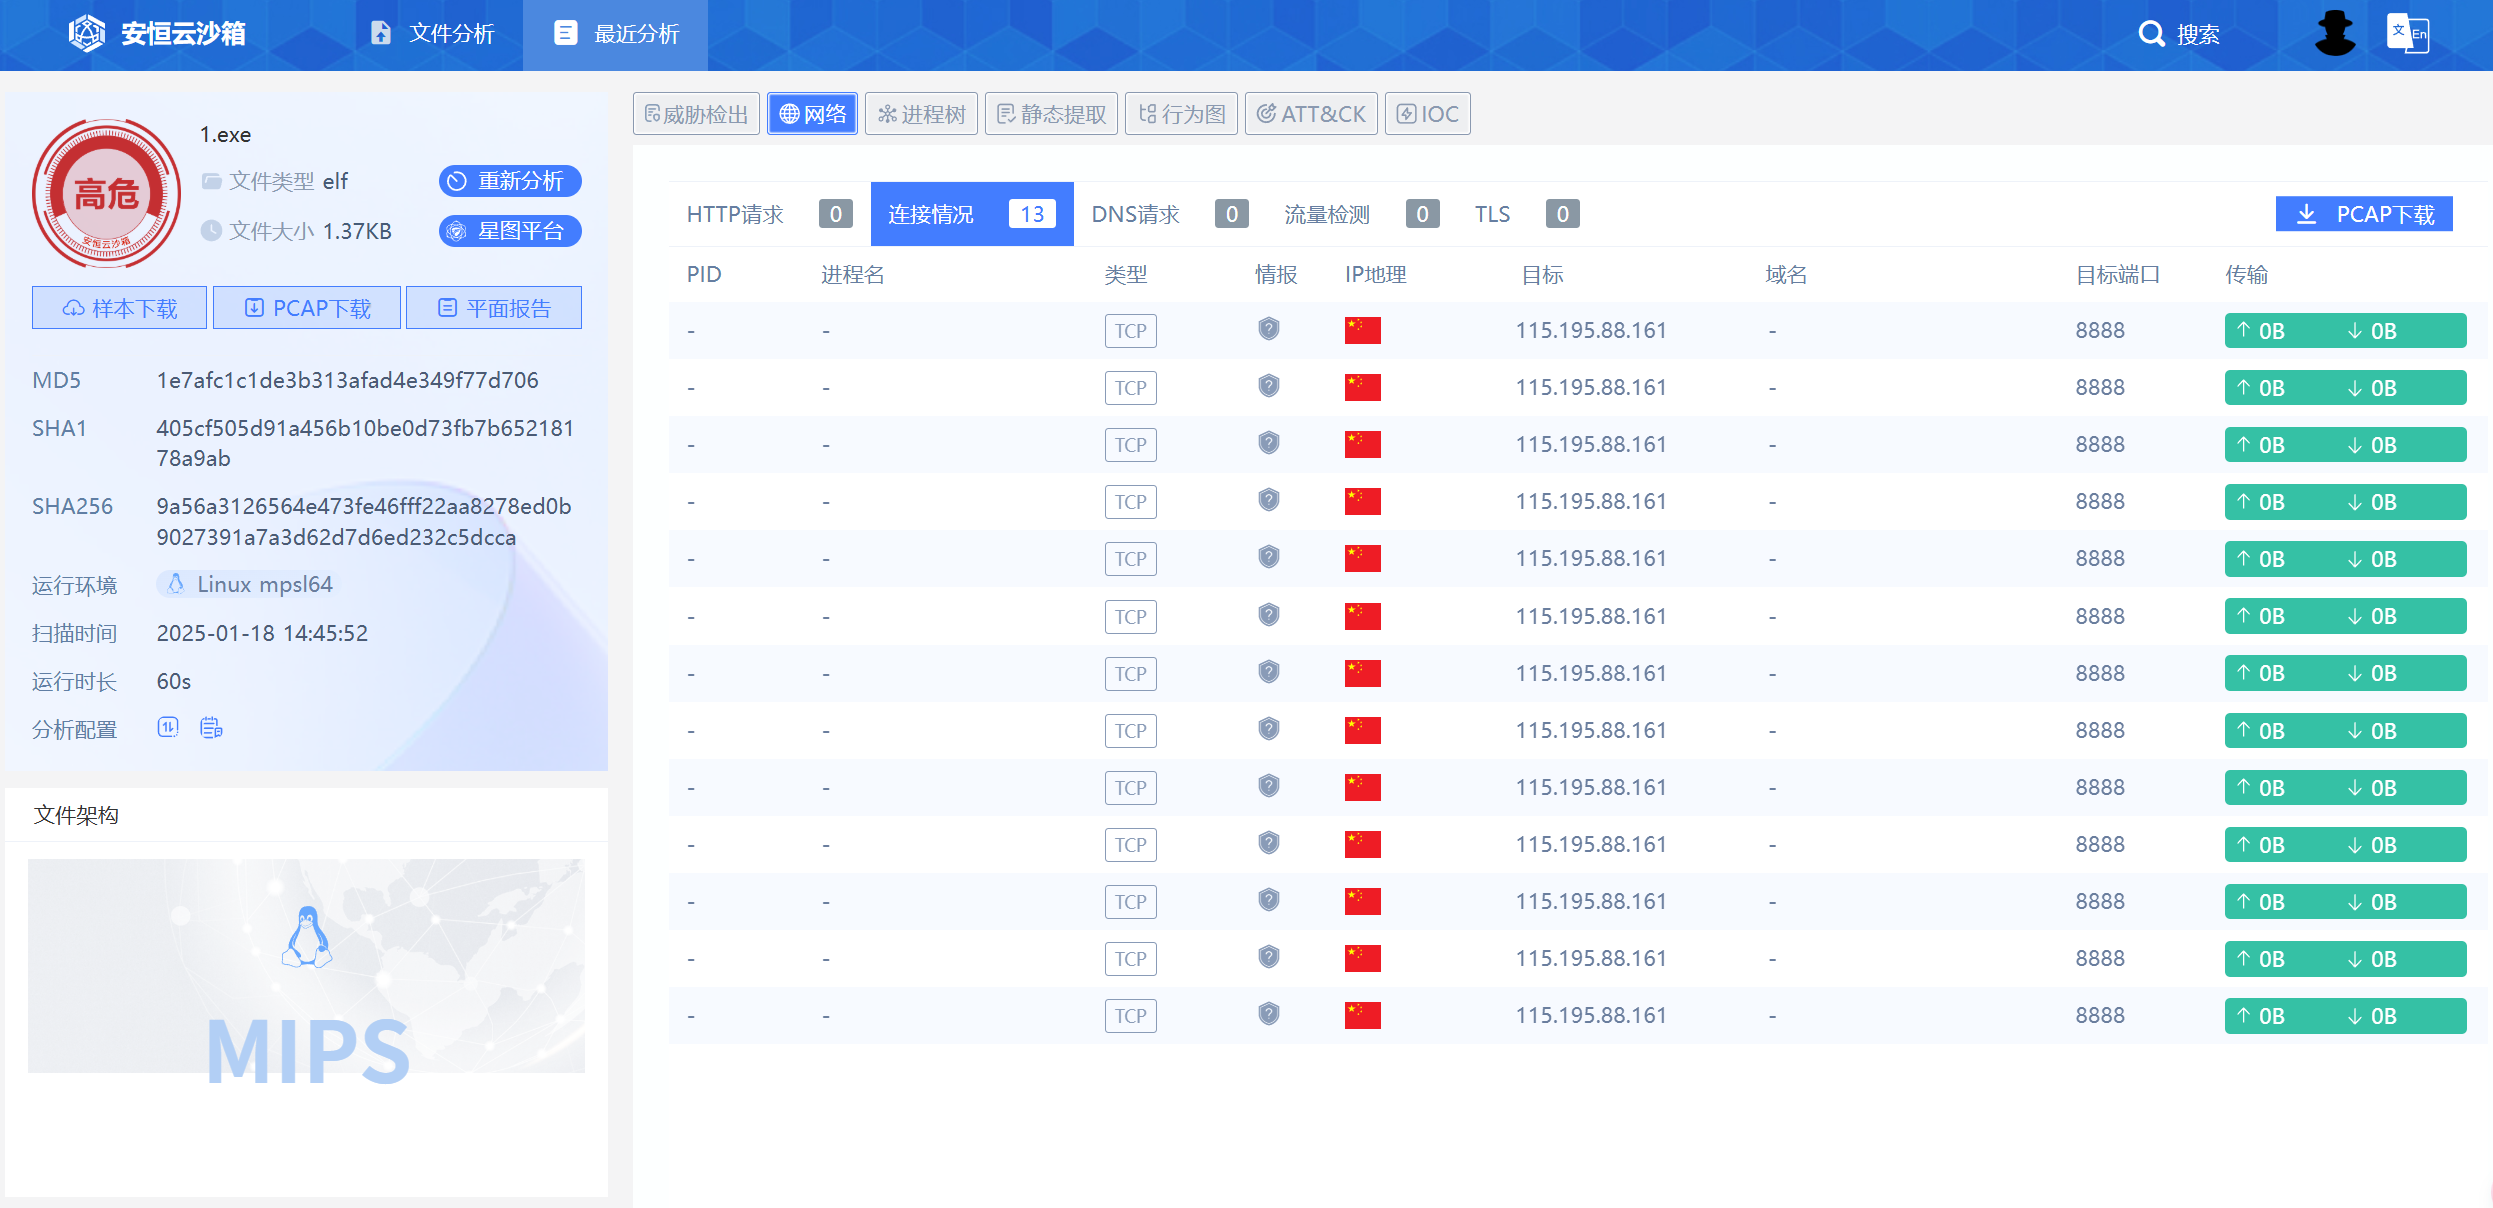 安恒云沙箱
文件分析
最近分析
搜索
文 En
高危
安恒云沙箱
1.exe
文件类型 elf
重新分析
文件大小 1.37KB
星图平台
样本下载
PCAP下载
平面报告
MD5 1e7afc1c1de3b313afad4e349f77d706
SHA1 405cf505d91a456b10be0d73fb7b652181
78a9ab
SHA256 9a56a3126564e473fe46fff22aa8278ed0b
9027391a7a3d62d7d6ed232c5dcca
运行环境 Linux mpsl64
扫描时间 2025-01-18 14:45:52
运行时长 60s
分析配置
文件架构
MIPS
威胁检出 网络 进程树 静态提取 行为图 ATT&CK IOC
HTTP请求 0 连接情况 13 DNS请求 0 流量检测 0 TLS 0 PCAP下载
PID 进程名 类型 情报 IP地理 目标 域名 目标端口 传输
- - TCP ? 115.195.88.161 - 8888 ↑ 0B ↓ 0B
- - TCP ? 115.195.88.161 - 8888 ↑ 0B ↓ 0B
- - TCP ? 115.195.88.161 - 8888 ↑ 0B ↓ 0B
- - TCP ? 115.195.88.161 - 8888 ↑ 0B ↓ 0B
- - TCP ? 115.195.88.161 - 8888 ↑ 0B ↓ 0B
- - TCP ? 115.195.88.161 - 8888 ↑ 0B ↓ 0B
- - TCP ? 115.195.88.161 - 8888 ↑ 0B ↓ 0B
- - TCP ? 115.195.88.161 - 8888 ↑ 0B ↓ 0B
- - TCP ? 115.195.88.161 - 8888 ↑ 0B ↓ 0B
- - TCP ? 115.195.88.161 - 8888 ↑ 0B ↓ 0B
- - TCP ? 115.195.88.161 - 8888 ↑ 0B ↓ 0B
- - TCP ? 115.195.88.161 - 8888 ↑ 0B ↓ 0B
- - TCP ? 115.195.88.161 - 8888 ↑ 0B ↓ 0B